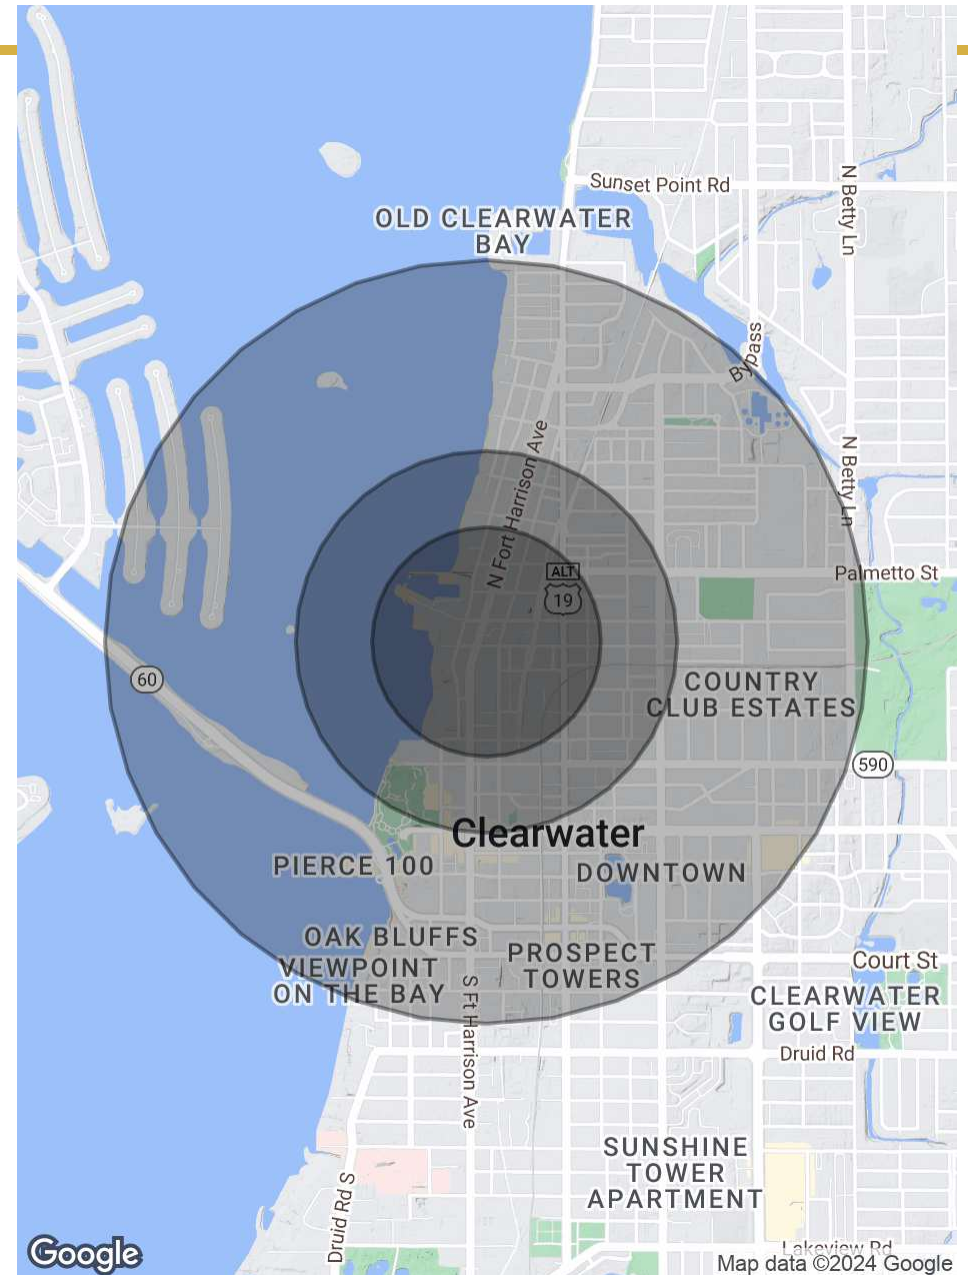 Sunset Point Rd
N Betty Ln
OLD CLEARWATER
BAY
Bypass
N Fort Harrison Ave
N Betty Ln
ALT
19
Palmetto St
60
COUNTRY
CLUB ESTATES
590
Clearwater
PIERCE 100
DOWNTOWN
OAK BLUFFS
VIEWPOINT
ON THE BAY
PROSPECT
TOWERS
Court St
S Ft Harrison Ave
CLEARWATER
GOLF VIEW
Druid Rd
SUNSHINE
TOWER
APARTMENT
Druid Rd S
Lakeview Rd
Google
Map data ©2024 Google